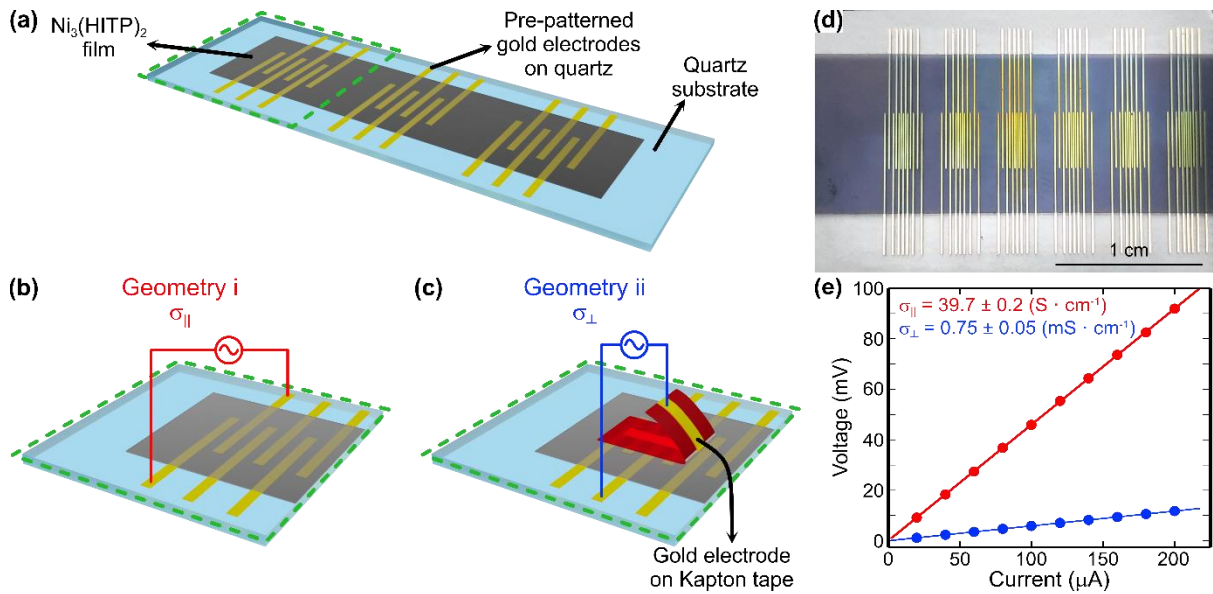 (a)
Ni₃(HITP)₂
film
Pre-patterned
gold electrodes
on quartz
Quartz
substrate
(d)
1 cm
(b)
Geometry i
σ||
(c)
Geometry ii
σ⊥
Gold electrode
on Kapton tape
(e)
σ|| = 39.7 ± 0.2 (S · cm⁻¹)
σ⊥ = 0.75 ± 0.05 (mS · cm⁻¹)
Voltage (mV)
100
80
60
40
20
0
0
50
100
150
200
Current (μA)